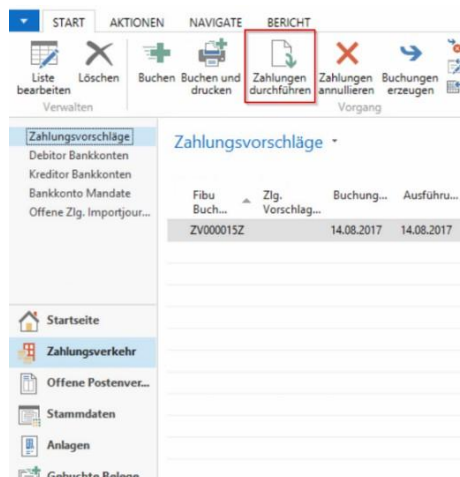 START AKTIONEN NAVIGATE BERICHT
Liste bearbeiten
Löschen
Buchen
Buchen und drucken
Zahlungen durchführen
Zahlungen annullieren
Buchungen erzeugen
Verwalten
Vorgang
Zahlungsvorschläge
Debitor Bankkonten
Kreditor Bankkonten
Bankkonto Mandate
Offene Zlg. Importjour...
Zahlungsvorschläge
Fibu Buch...
Zlg. Vorschlag...
Buchung...
Ausführu...
ZV000015Z 14.08.2017 14.08.2017
Startseite
Zahlungsverkehr
Offene Postenver...
Stammdaten
Anlagen
Gebuchte Belege